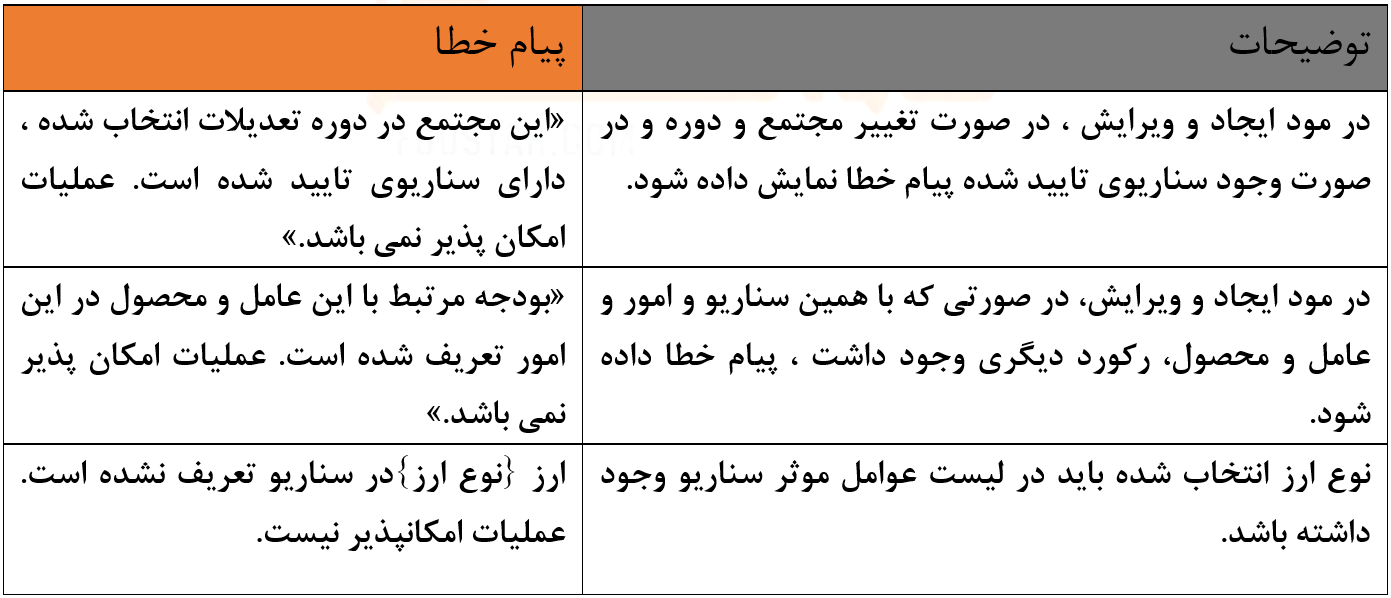 توضیحات
پیام خطا
در مود ایجاد و ویرایش ، در صورت تغییر مجتمع و دوره و در
صورت وجود سناریوی تایید شده پیام خطا نمایش داده شود.
«این مجتمع در دوره تعدیلات انتخاب شده ،
دارای سناریوی تایید شده است. عملیات
امکان پذیر نمی باشد.»
در مود ایجاد و ویرایش، در صورتی که با همین سناریو و امور و
عامل و محصول، رکورد دیگری وجود داشت ، پیام خطا داده
شود.
«بودجه مرتبط با این عامل و محصول در این
امور تعریف شده است. عملیات امکان پذیر
نمی باشد.»
نوع ارز انتخاب شده باید در لیست عوامل موثر سناریو وجود
داشته باشد.
ارز {نوع ارز}در سناریو تعریف نشده است.
عملیات امکانپذیر نیست.